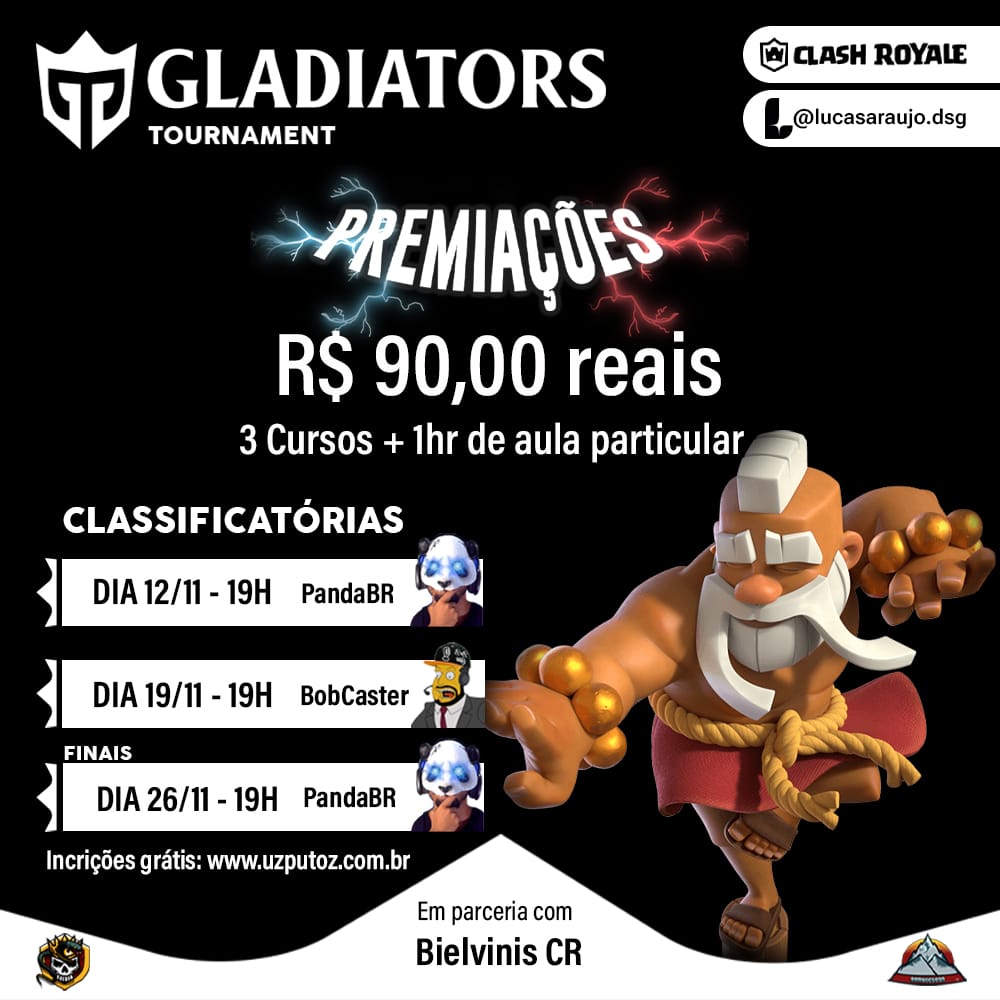 GLADIATORS
TOURNAMENT
CLASH ROYALE
@lucasaraujo.dsg
PREMIAÇÕES
R$ 90,00 reais
3 Cursos + 1hr de aula particular
CLASSIFICATÓRIAS
DIA 12/11 - 19H PandaBR
DIA 19/11 - 19H BobCaster
FINAIS
DIA 26/11 - 19H PandaBR
Incrições grátis: www.uzputoz.com.br
Em parceria com
Bielvinis CR